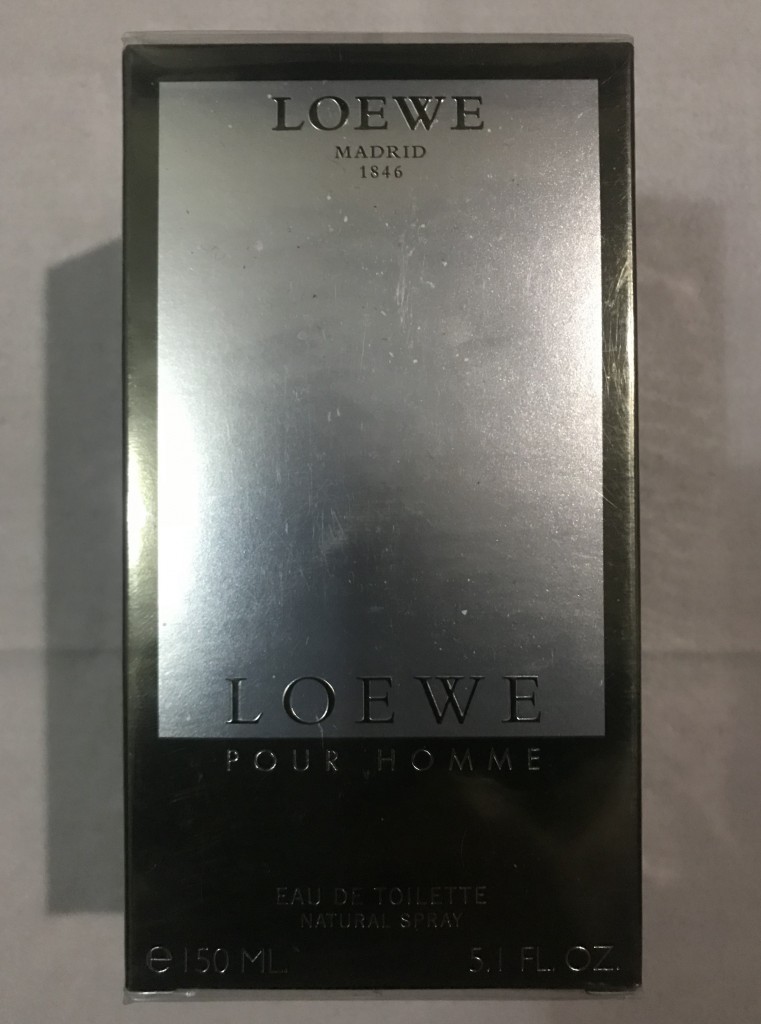 LOEWE
MADRID
1846
LOEWE
POUR HOMME
EAU DE TOILETTE
NATURAL SPRAY
℮150 ML. 5.1 FL. OZ.